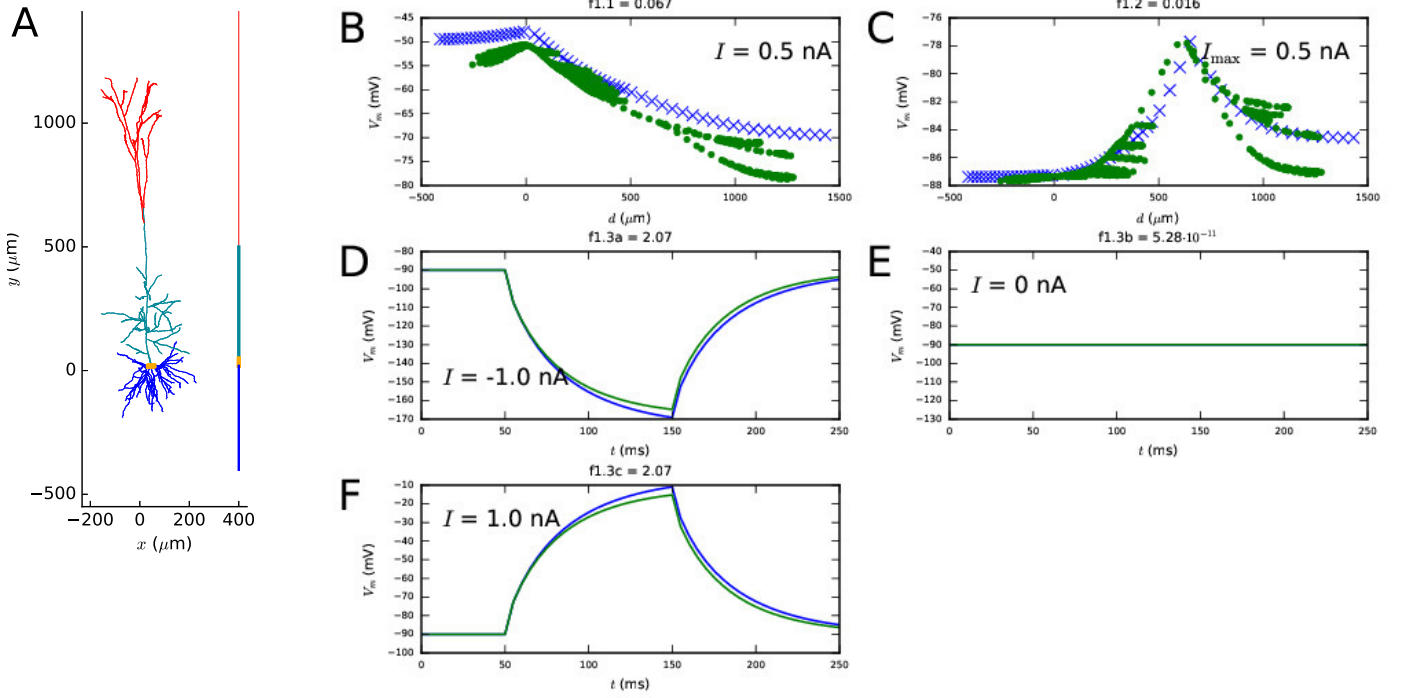 A
1000
500
0
−500
y (μm)
−200 0 200 400
x (μm)
B
f1.1 = 0.067
I = 0.5 nA
−45
−50
−55
−60
−65
−70
−75
−80
Vm (mV)
−500 0 500 1000 1500
d (μm)
C
f1.2 = 0.016
Imax = 0.5 nA
−76
−78
−80
−82
−84
−86
−88
Vm (mV)
−500 0 500 1000 1500
d (μm)
D
f1.3a = 2.07
I = -1.0 nA
−80
−90
−100
−110
−120
−130
−140
−150
−160
−170
Vm (mV)
0 50 100 150 200 250
t (ms)
E
f1.3b = 5.28·10⁻¹¹
I = 0 nA
−40
−50
−60
−70
−80
−90
−100
−110
−120
−130
Vm (mV)
0 50 100 150 200 250
t (ms)
F
f1.3c = 2.07
I = 1.0 nA
−10
−20
−30
−40
−50
−60
−70
−80
−90
−100
Vm (mV)
0 50 100 150 200 250
t (ms)